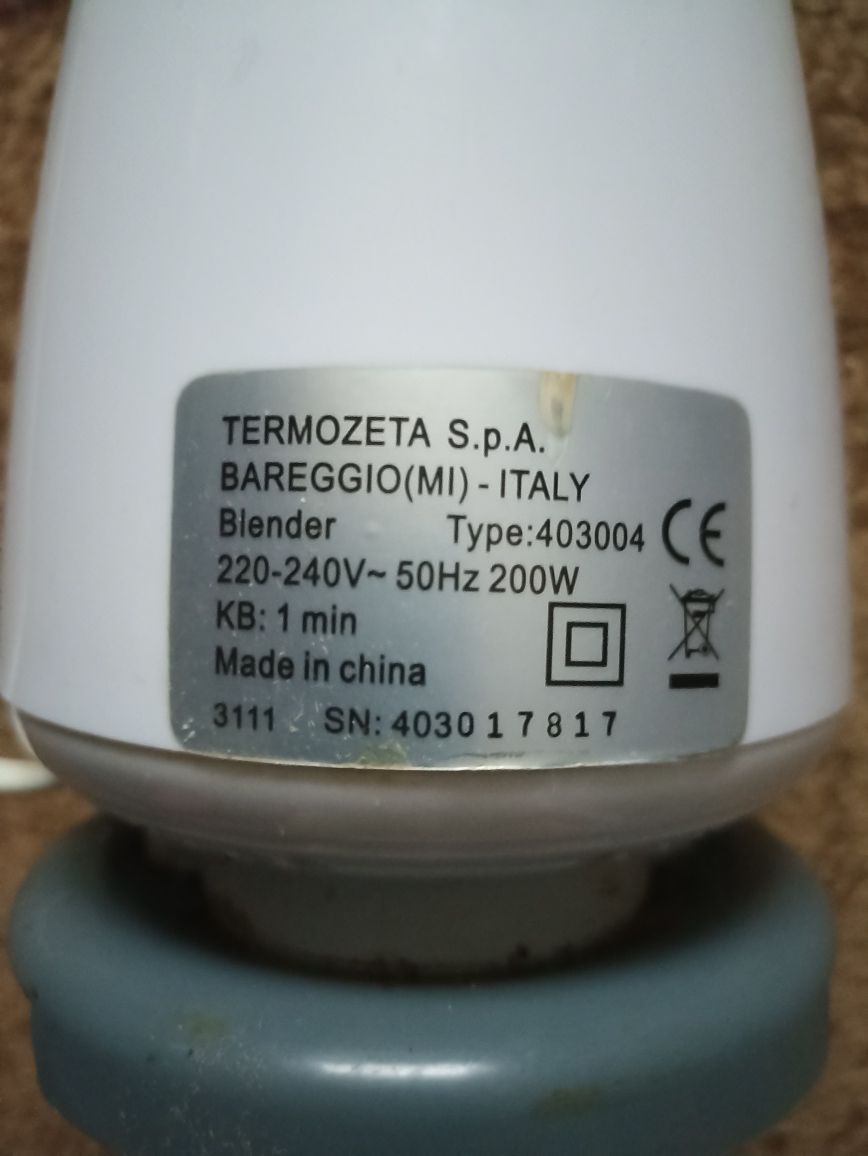 TERMOZETA S.p.A.
BAREGGIO(MI) - ITALY
Blender Type:403004 CE
220-240V~ 50Hz 200W
KB: 1 min
Made in china
3111 SN: 403017817